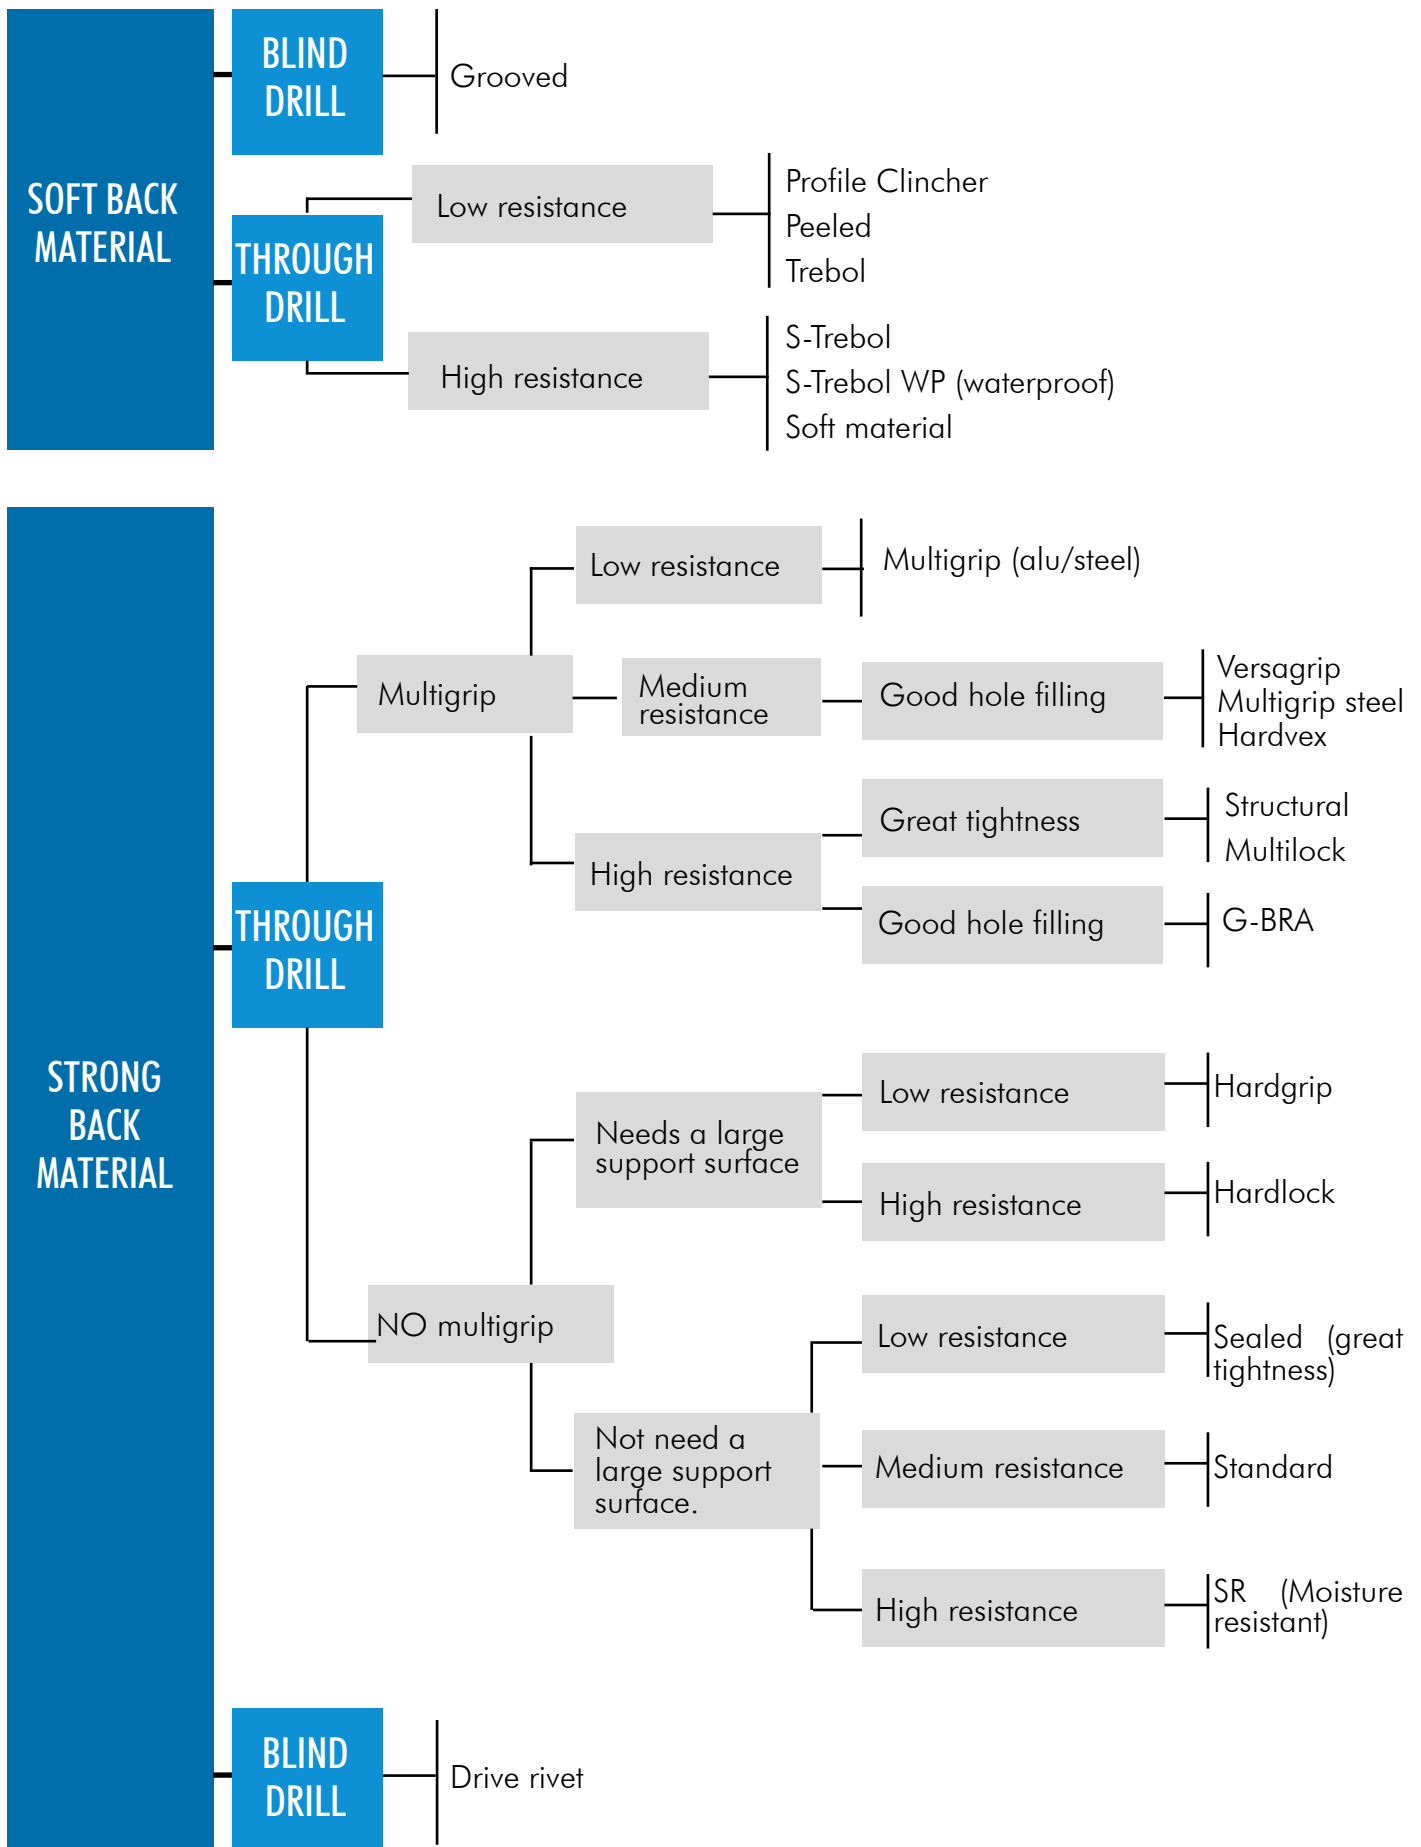 SOFT BACK
MATERIAL
BLIND
DRILL
Grooved
THROUGH
DRILL
Low resistance
Profile Clincher
Peeled
Trebol
High resistance
S-Trebol
S-Trebol WP (waterproof)
Soft material
STRONG
BACK
MATERIAL
THROUGH
DRILL
Multigrip
Low resistance
Multigrip (alu/steel)
Medium
resistance
Good hole filling
Versagrip
Multigrip steel
Hardvex
High resistance
Great tightness
Structural
Multilock
Good hole filling
G-BRA
NO multigrip
Needs a large
support surface
Low resistance
Hardgrip
High resistance
Hardlock
Not need a
large support
surface.
Low resistance
Sealed (great
tightness)
Medium resistance
Standard
High resistance
SR (Moisture
resistant)
BLIND
DRILL
Drive rivet